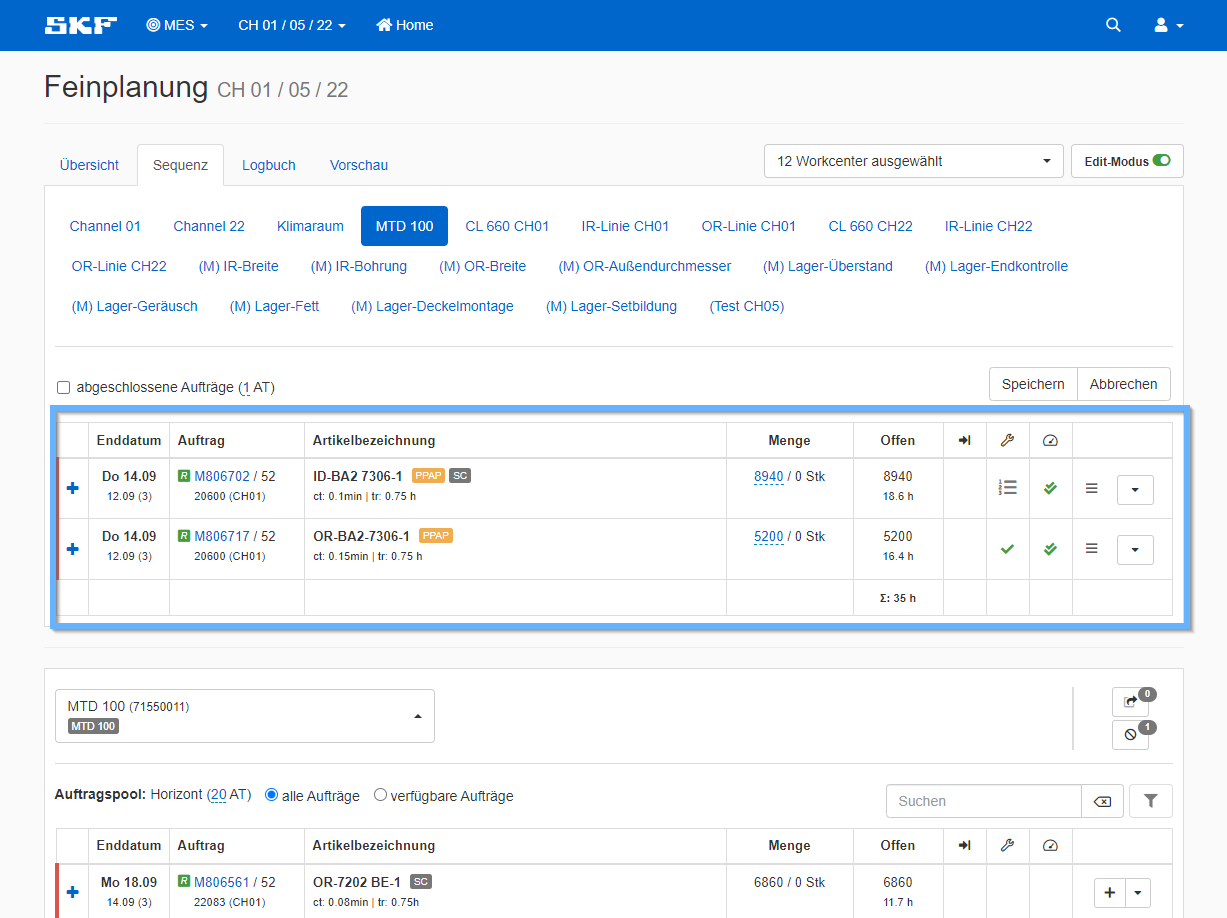 SKF MES CH 01 / 05 / 22 Home
Feinplanung CH 01 / 05 / 22
Übersicht Sequenz Logbuch Vorschau 12 Workcenter ausgewählt Edit-Modus
Channel 01 Channel 22 Klimaraum MTD 100 CL 660 CH01 IR-Linie CH01 OR-Linie CH01 CL 660 CH22 IR-Linie CH22
OR-Linie CH22 (M) IR-Breite (M) IR-Bohrung (M) OR-Breite (M) OR-Außendurchmesser (M) Lager-Überstand (M) Lager-Endkontrolle
(M) Lager-Geräusch (M) Lager-Fett (M) Lager-Deckelmontage (M) Lager-Setbildung (Test CH05)
abgeschlossene Aufträge (1 AT) Speichern Abbrechen
Enddatum Auftrag Artikelbezeichnung Menge Offen
Do 14.09 R M806702 / 52 ID-BA2 7306-1 PPAP SC 8940 / 0 Stk 8940
12.09 (3) 20600 (CH01) ct: 0.1min | tr: 0.75 h 18.6 h
Do 14.09 R M806717 / 52 OR-BA2-7306-1 PPAP 5200 / 0 Stk 5200
12.09 (3) 20600 (CH01) ct: 0.15min | tr: 0.75 h 16.4 h
Σ: 35 h
MTD 100 (71550011) 0
MTD 100 1
Auftragspool: Horizont (20 AT) alle Aufträge verfügbare Aufträge Suchen
Enddatum Auftrag Artikelbezeichnung Menge Offen
Mo 18.09 R M806561 / 52 OR-7202 BE-1 SC 6860 / 0 Stk 6860
14.09 (3) 22083 (CH01) ct: 0.08min | tr: 0.75h 11.7 h